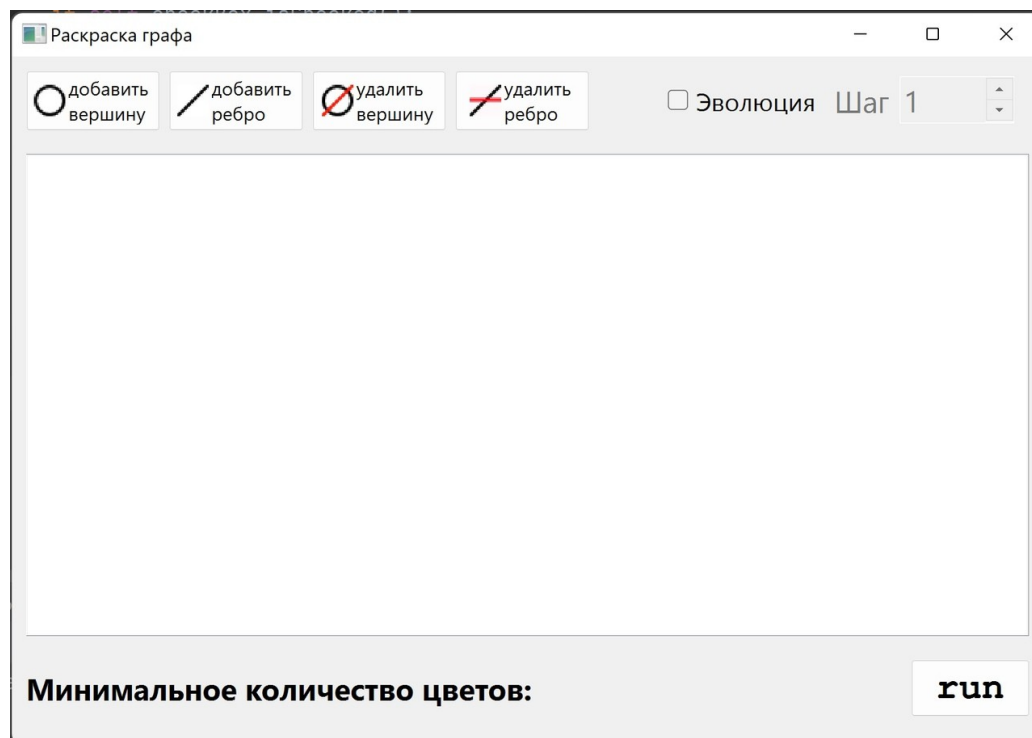 Раскраска графа
добавить
вершину
добавить
ребро
удалить
вершину
удалить
ребро
Эволюция Шаг 1
Минимальное количество цветов:
run